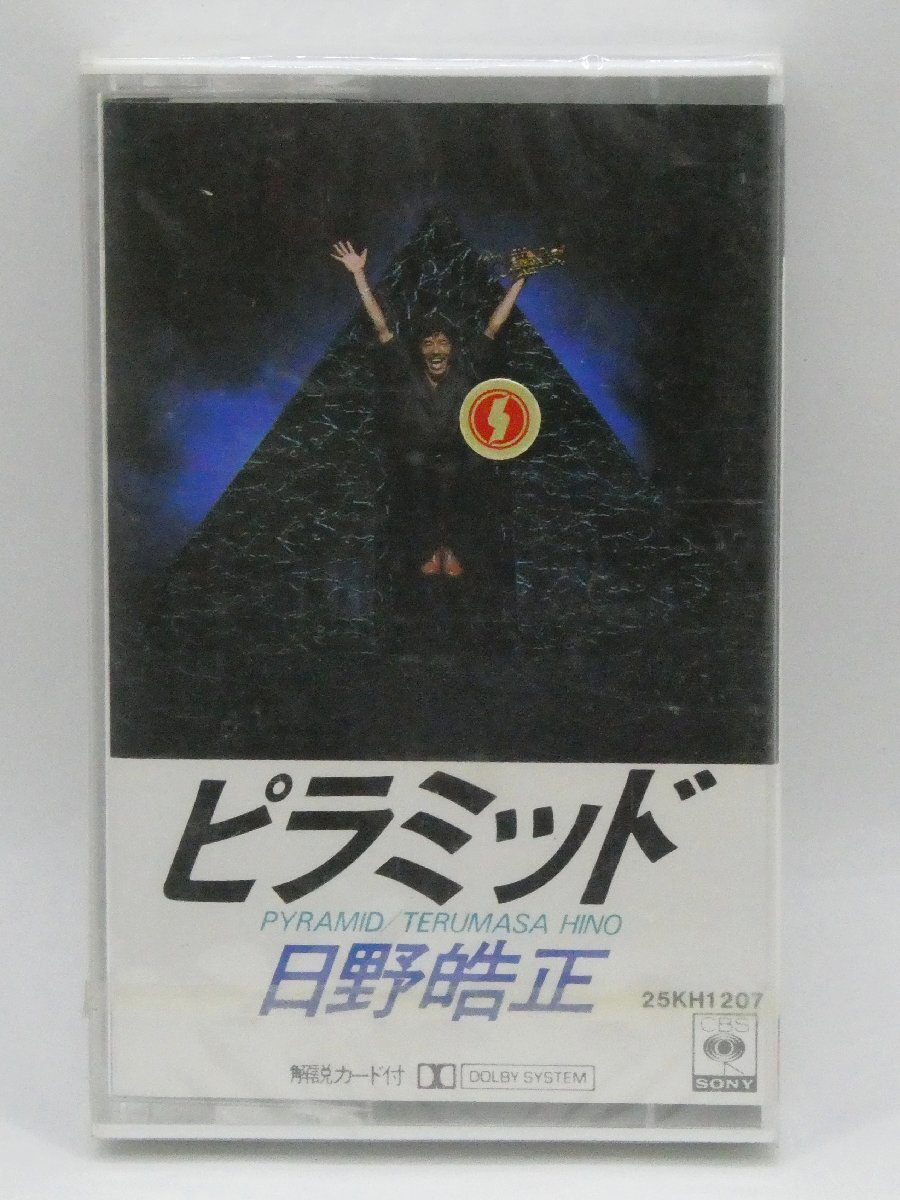 ピラミッド
PYRAMID/TERUMASA HINO
日野皓正
25KH1207
CBS
SONY
解説カード付 DOLBY SYSTEM